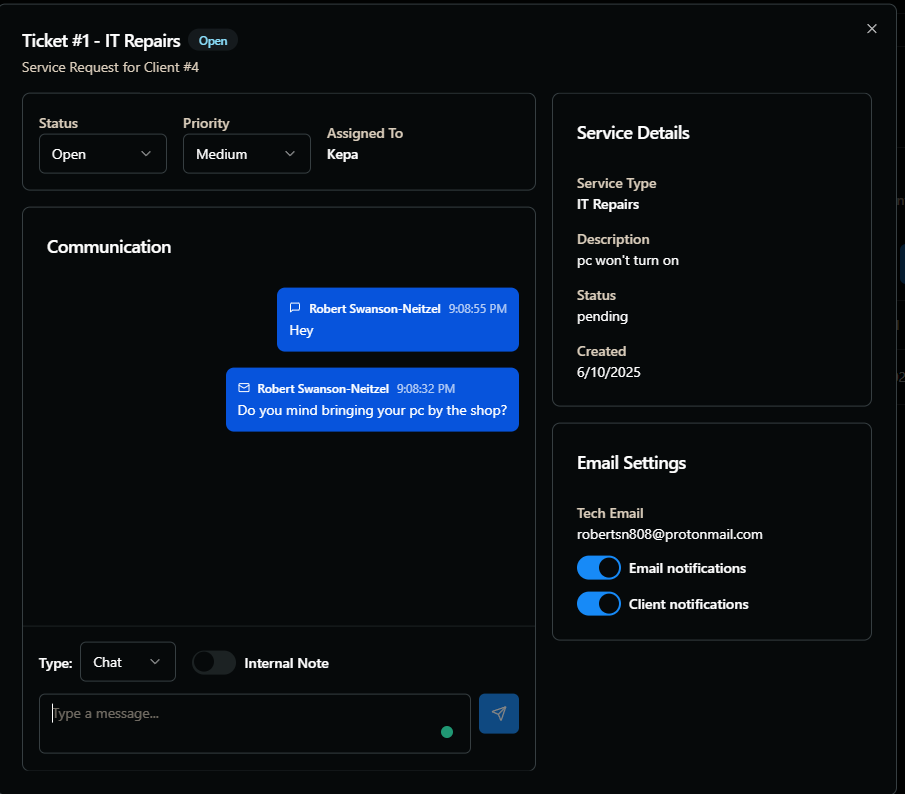 Ticket #1 - IT Repairs Open
Service Request for Client #4
Status
Open
Priority
Medium
Assigned To
Kepa
Communication
Robert Swanson-Neitzel 9:08:55 PM
Hey
Robert Swanson-Neitzel 9:08:32 PM
Do you mind bringing your pc by the shop?
Type: Chat Internal Note
Type a message...
Service Details
Service Type
IT Repairs
Description
pc won't turn on
Status
pending
Created
6/10/2025
Email Settings
Tech Email
robertsn808@protonmail.com
Email notifications
Client notifications